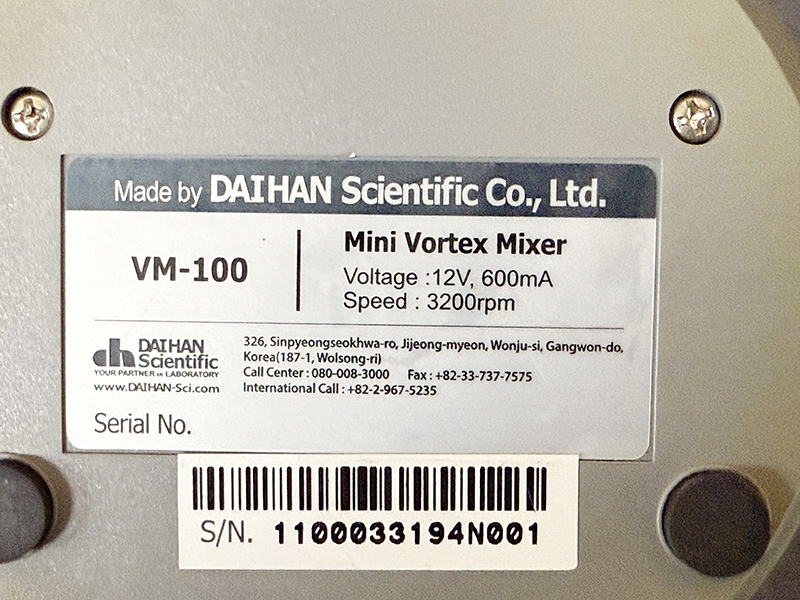 Made by DAIHAN Scientific Co., Ltd.
VM-100
Mini Vortex Mixer
Voltage :12V, 600mA
Speed : 3200rpm
dh DAIHAN
Scientific
YOUR PARTNER in LABORATORY
www.DAIHAN-Sci.com
326, Sinpyeongseokhwa-ro, Jijeong-myeon, Wonju-si, Gangwon-do,
Korea(187-1, Wolsong-ri)
Call Center : 080-008-3000 Fax : +82-33-737-7575
International Call : +82-2-967-5235
Serial No.
S/N. 1100033194N001